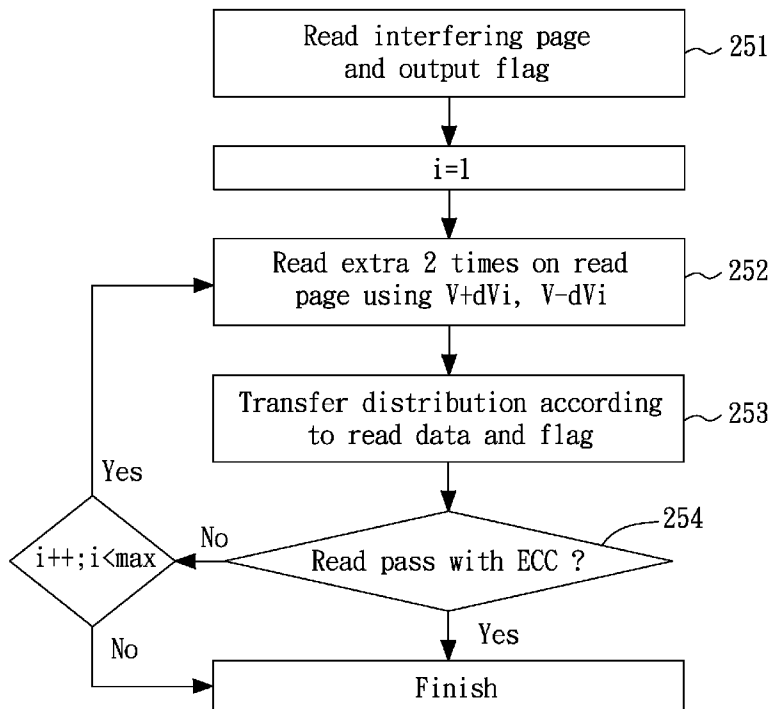 Read interfering page
and output flag
251
i=1
Read extra 2 times on read
page using V+dVi, V-dVi
252
Transfer distribution according
to read data and flag
253
Yes
No
254
i++;i<max
Read pass with ECC ?
No
Yes
Finish